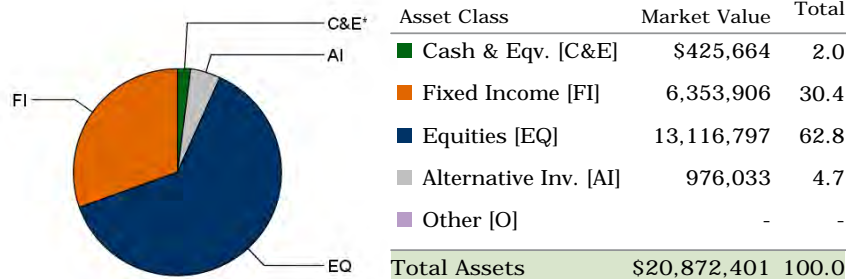 C&E*
AI
FI
EQ
Asset Class Market Value Total
Cash & Eqv. [C&E] $425,664 2.0
Fixed Income [FI] 6,353,906 30.4
Equities [EQ] 13,116,797 62.8
Alternative Inv. [AI] 976,033 4.7
Other [O] - -
Total Assets $20,872,401 100.0